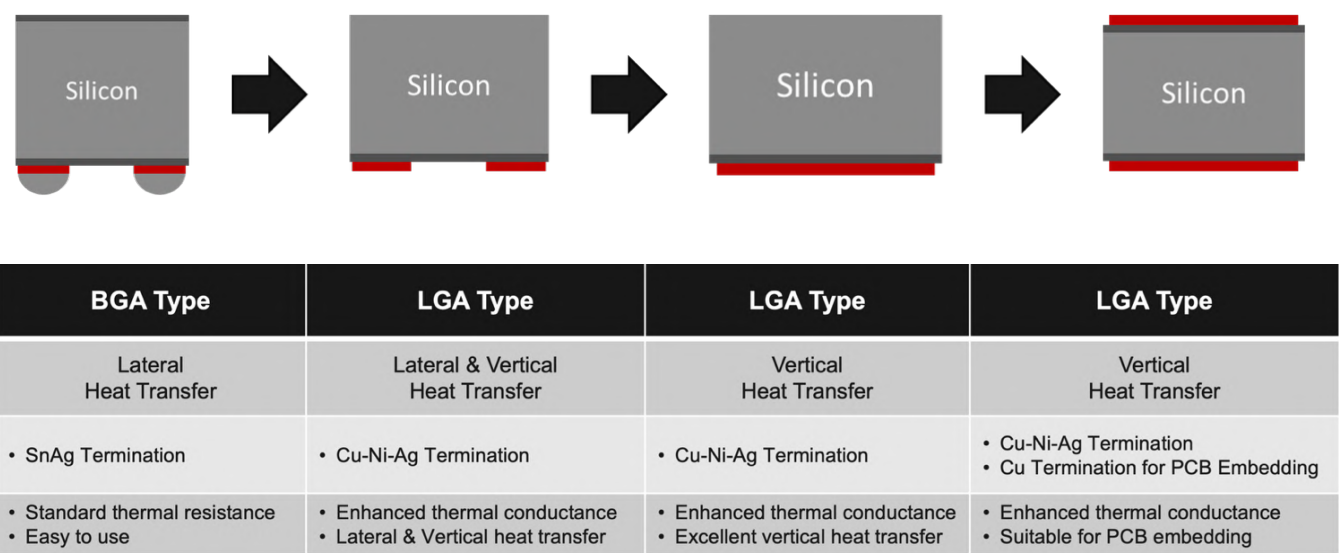 Silicon
Silicon
Silicon
Silicon
BGA Type
LGA Type
LGA Type
LGA Type
Lateral
Heat Transfer
Lateral & Vertical
Heat Transfer
Vertical
Heat Transfer
Vertical
Heat Transfer
• SnAg Termination
• Cu-Ni-Ag Termination
• Cu-Ni-Ag Termination
• Cu-Ni-Ag Termination
• Cu Termination for PCB Embedding
• Standard thermal resistance
• Easy to use
• Enhanced thermal conductance
• Lateral & Vertical heat transfer
• Enhanced thermal conductance
• Excellent vertical heat transfer
• Enhanced thermal conductance
• Suitable for PCB embedding